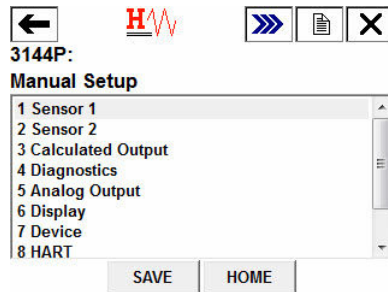 H
3144P:
Manual Setup
1 Sensor 1
2 Sensor 2
3 Calculated Output
4 Diagnostics
5 Analog Output
6 Display
7 Device
8 HART
SAVE HOME